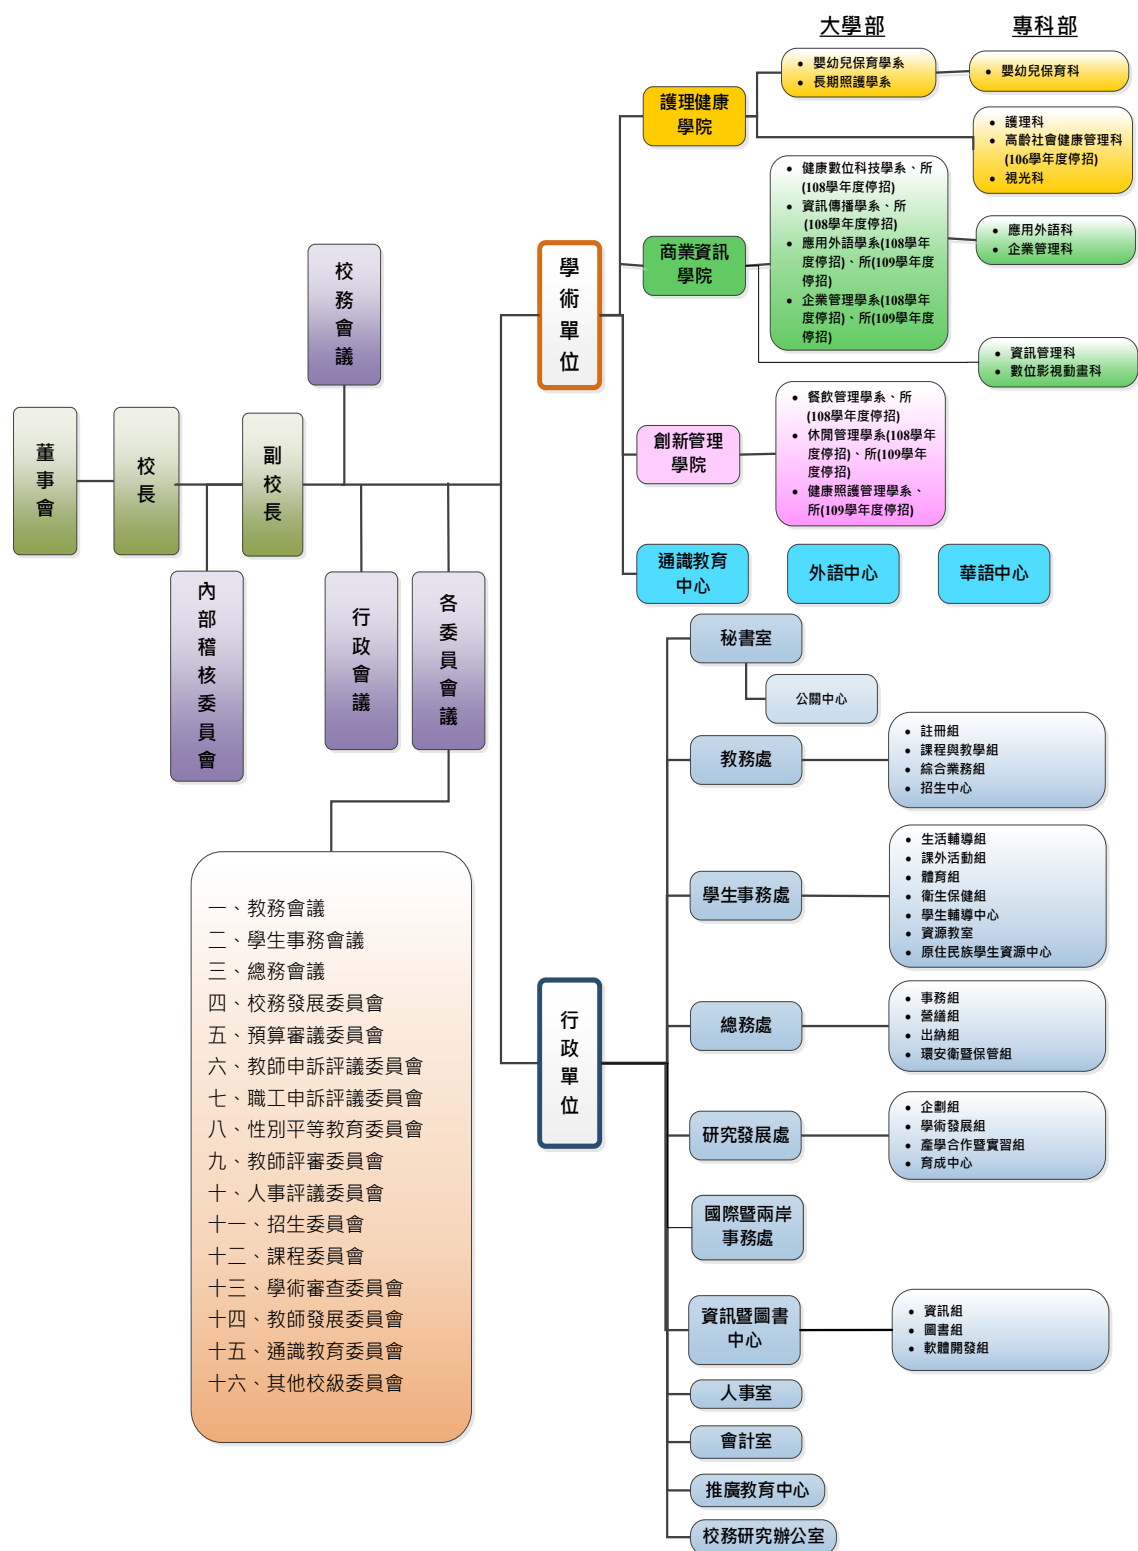 大學部
專科部
護理健康
學院
嬰幼兒保育學系
長期照護學系
嬰幼兒保育科
護理科
高齡社會健康管理科
(106學年度停招)
視光科
商業資訊
學院
健康數位科技學系、所
(108學年度停招)
資訊傳播學系、所
(108學年度停招)
應用外語學系(108學年
度停招)、所(109學年度
停招)
企業管理學系(108學年
度停招)、所(109學年度
停招)
應用外語科
企業管理科
資訊管理科
數位影視動畫科
創新管理
學院
餐飲管理學系、所
(108學年度停招)
休閒管理學系(108學年
度停招)、所(109學年
度停招)
健康照護管理學系、
所(109學年度停招)
通識教育
中心
外語中心
華語中心
學術單位
校務會議
董事會
校長
副校長
內部稽核委員會
行政會議
各委員會議
一、教務會議
二、學生事務會議
三、總務會議
四、校務發展委員會
五、預算審議委員會
六、教師申訴評議委員會
七、職工申訴評議委員會
八、性別平等教育委員會
九、教師評審委員會
十、人事評議委員會
十一、招生委員會
十二、課程委員會
十三、學術審查委員會
十四、教師發展委員會
十五、通識教育委員會
十六、其他校級委員會
行政單位
秘書室
公關中心
教務處
註冊組
課程與教學組
綜合業務組
招生中心
學生事務處
生活輔導組
課外活動組
體育組
衛生保健組
學生輔導中心
資源教室
原住民族學生資源中心
總務處
事務組
營繕組
出納組
環安衛暨保管組
研究發展處
企劃組
學術發展組
產學合作暨實習組
育成中心
國際暨兩岸
事務處
資訊暨圖書
中心
資訊組
圖書組
軟體開發組
人事室
會計室
推廣教育中心
校務研究辦公室